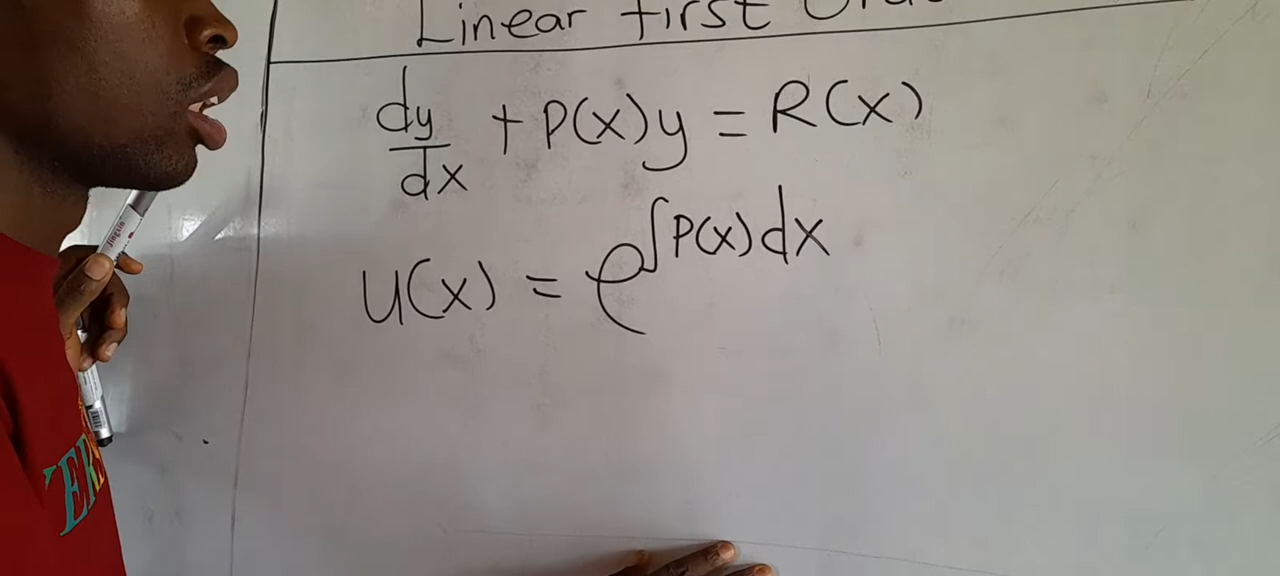 Linear first
dy/dx + P(x)y = R(x)
u(x) = e^∫P(x)dx